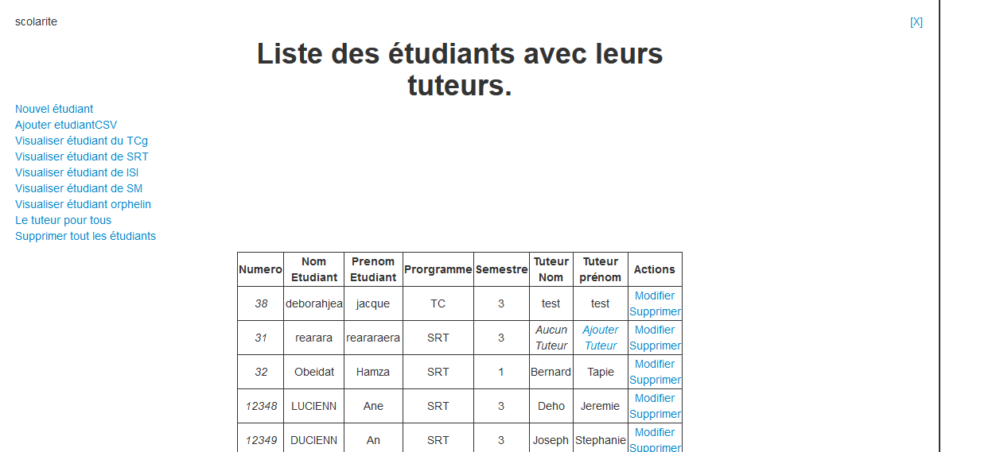 scolarite [X]
Liste des étudiants avec leurs
tuteurs.
Nouvel étudiant
Ajouter etudiantCSV
Visualiser étudiant du TCg
Visualiser étudiant de SRT
Visualiser étudiant de ISI
Visualiser étudiant de SM
Visualiser étudiant orphelin
Le tuteur pour tous
Supprimer tout les étudiants
Numero Nom Etudiant Prenom Etudiant Prorgramme Semestre Tuteur Nom Tuteur prénom Actions
38 deborahjea jacque TC 3 test test Modifier Supprimer
31 rearara reararaera SRT 3 Aucun Tuteur Ajouter Tuteur Modifier Supprimer
32 Obeidat Hamza SRT 1 Bernard Tapie Modifier Supprimer
12348 LUCIENN Ane SRT 3 Deho Jeremie Modifier Supprimer
12349 DUCIENN An SRT 3 Joseph Stephanie Modifier Supprimer